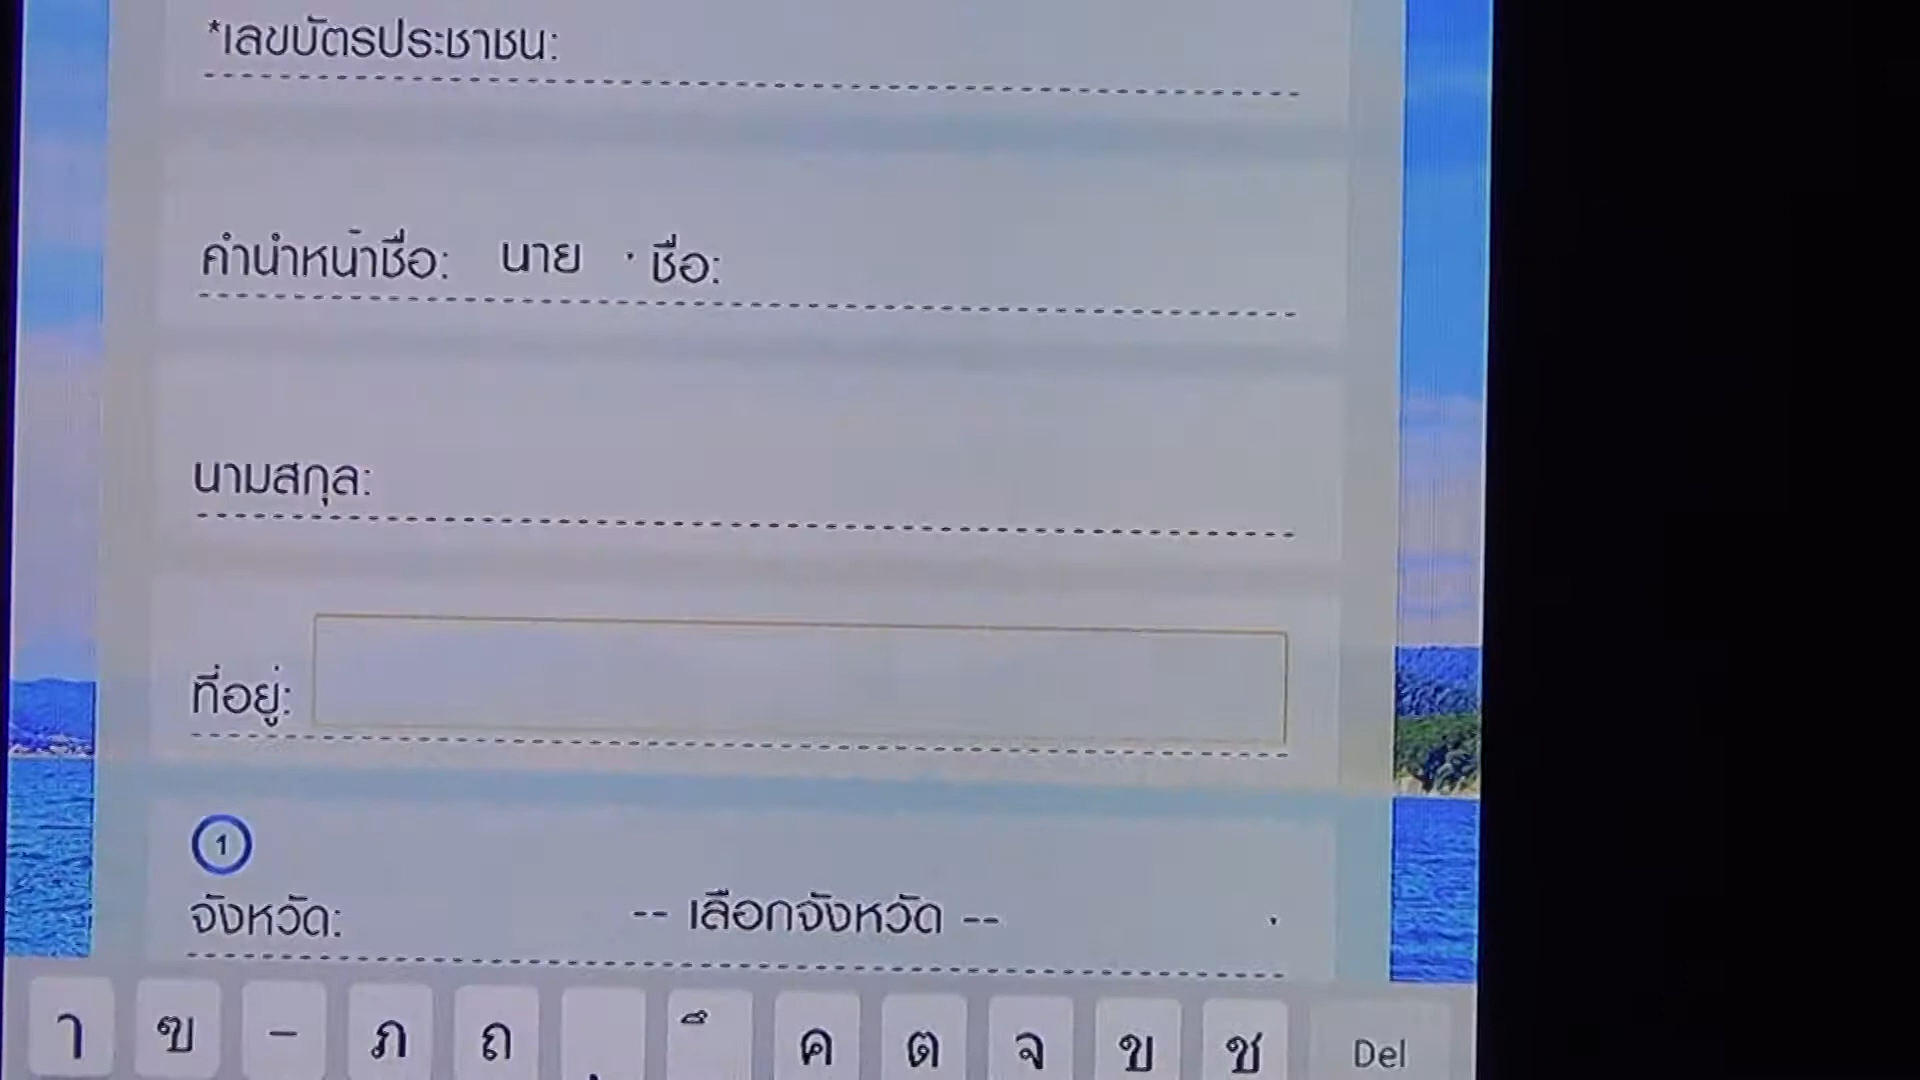 *เลขบัตรประชาชน:
คำนำหน้าชื่อ: นาย ชื่อ:
นามสกุล:
ที่อยู่:
1
จังหวัด: -- เลือกจังหวัด --
า ฃ - ภ ถ ุ ึ ค ต จ ข ช Del